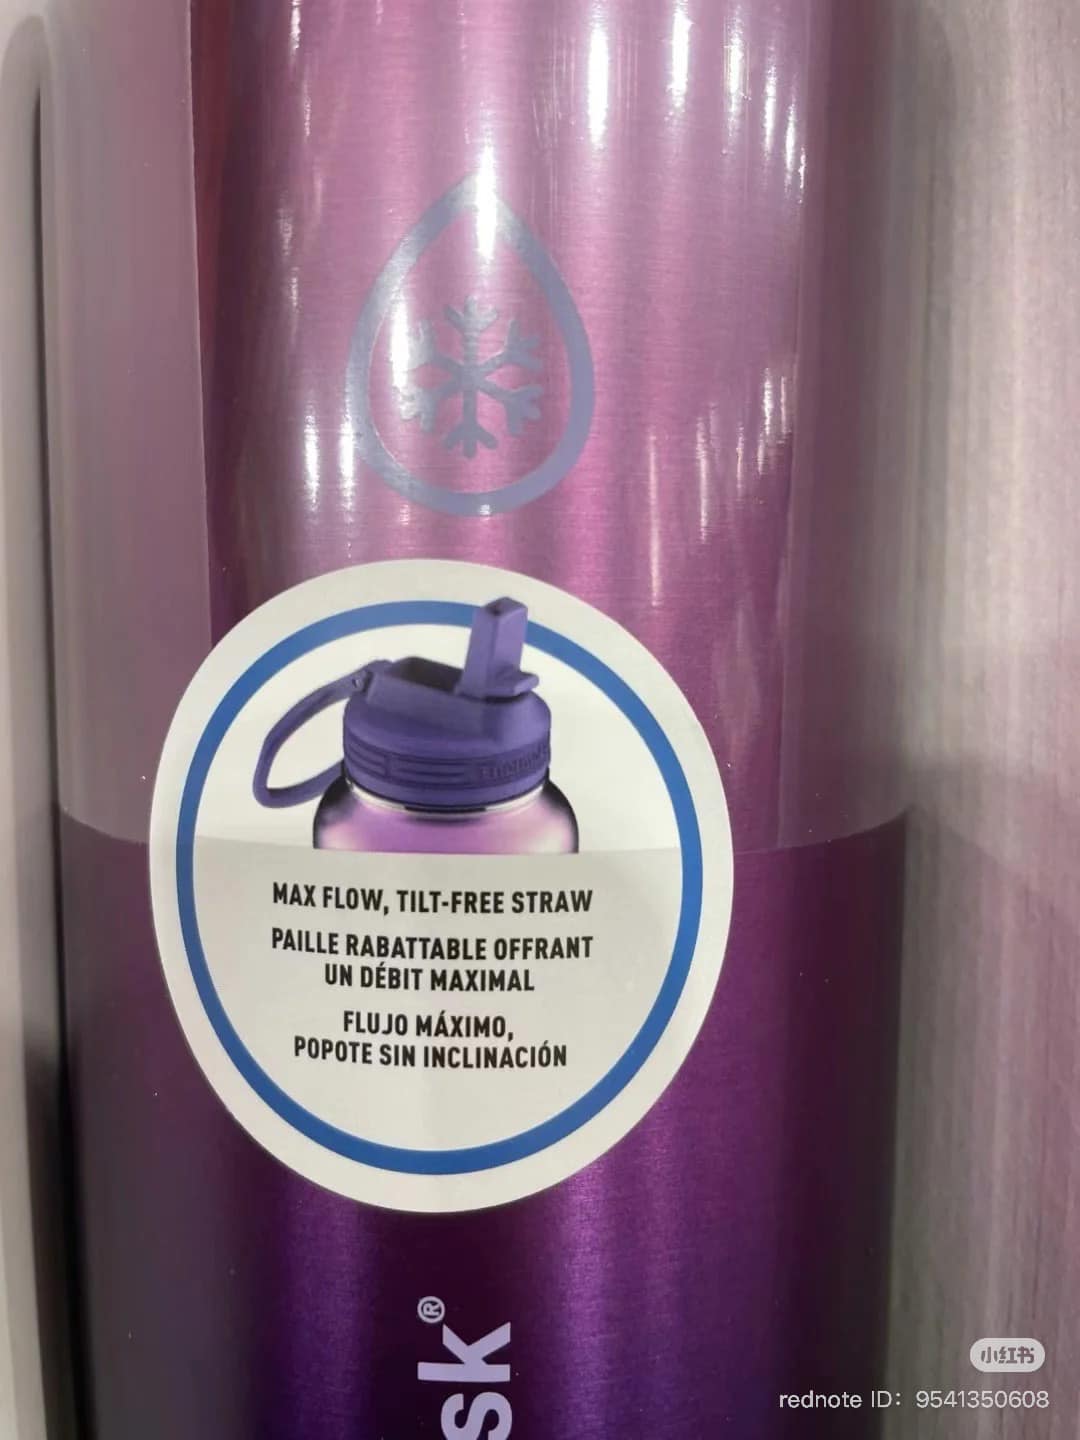 MAX FLOW, TILT-FREE STRAW
PAILLE RABATTABLE OFFRANT
UN DÉBIT MAXIMAL
FLUJO MÁXIMO,
POPOTE SIN INCLINACIÓN
sk®
小红书
rednote ID: 9541350608